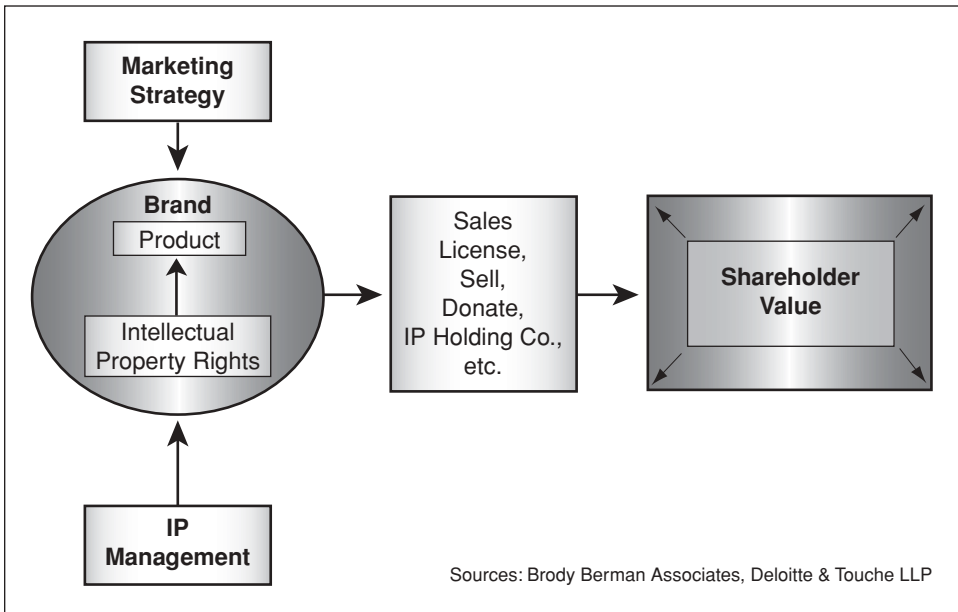 Marketing
Strategy
Brand
Product
Intellectual
Property Rights
IP
Management
Sales
License,
Sell,
Donate,
IP Holding Co.,
etc.
Shareholder
Value
Sources: Brody Berman Associates, Deloitte & Touche LLP